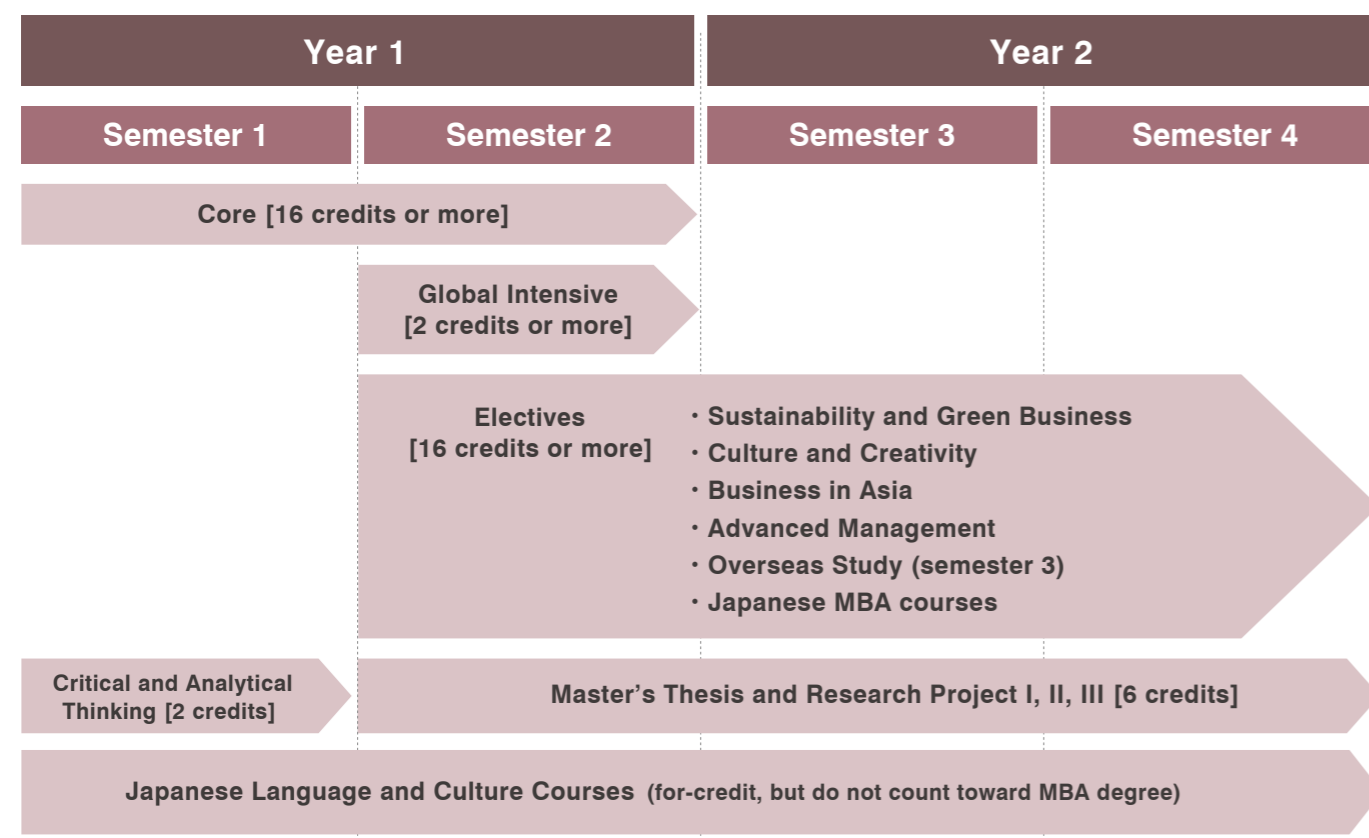 Year 1
Year 2
Semester 1
Semester 2
Semester 3
Semester 4
Core [16 credits or more]
Global Intensive
[2 credits or more]
Electives
[16 credits or more]
・Sustainability and Green Business
・Culture and Creativity
・Business in Asia
・Advanced Management
・Overseas Study (semester 3)
・Japanese MBA courses
Critical and Analytical
Thinking [2 credits]
Master’s Thesis and Research Project I, II, III [6 credits]
Japanese Language and Culture Courses (for-credit, but do not count toward MBA degree)